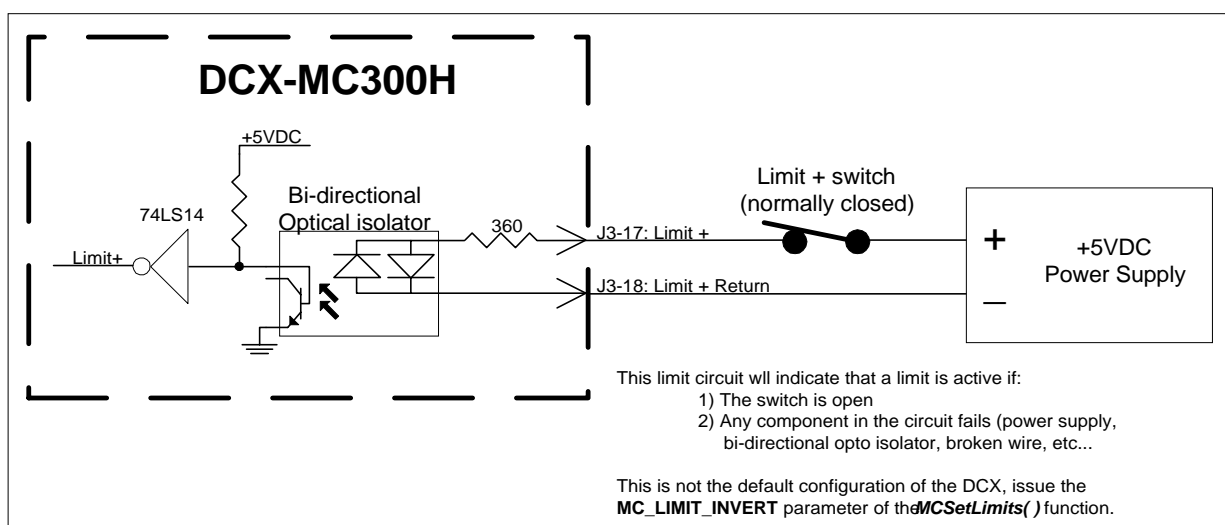 DCX-MC300H
+5VDC
Bi-directional
Optical isolator
74LS14
360
Limit+
J3-17: Limit +
J3-18: Limit + Return
Limit + switch
(normally closed)
+
+5VDC
Power Supply
_
This limit circuit wll indicate that a limit is active if:
1) The switch is open
2) Any component in the circuit fails (power supply,
bi-directional opto isolator, broken wire, etc...
This is not the default configuration of the DCX, issue the
MC_LIMIT_INVERT parameter of theMCSetLimits( ) function.